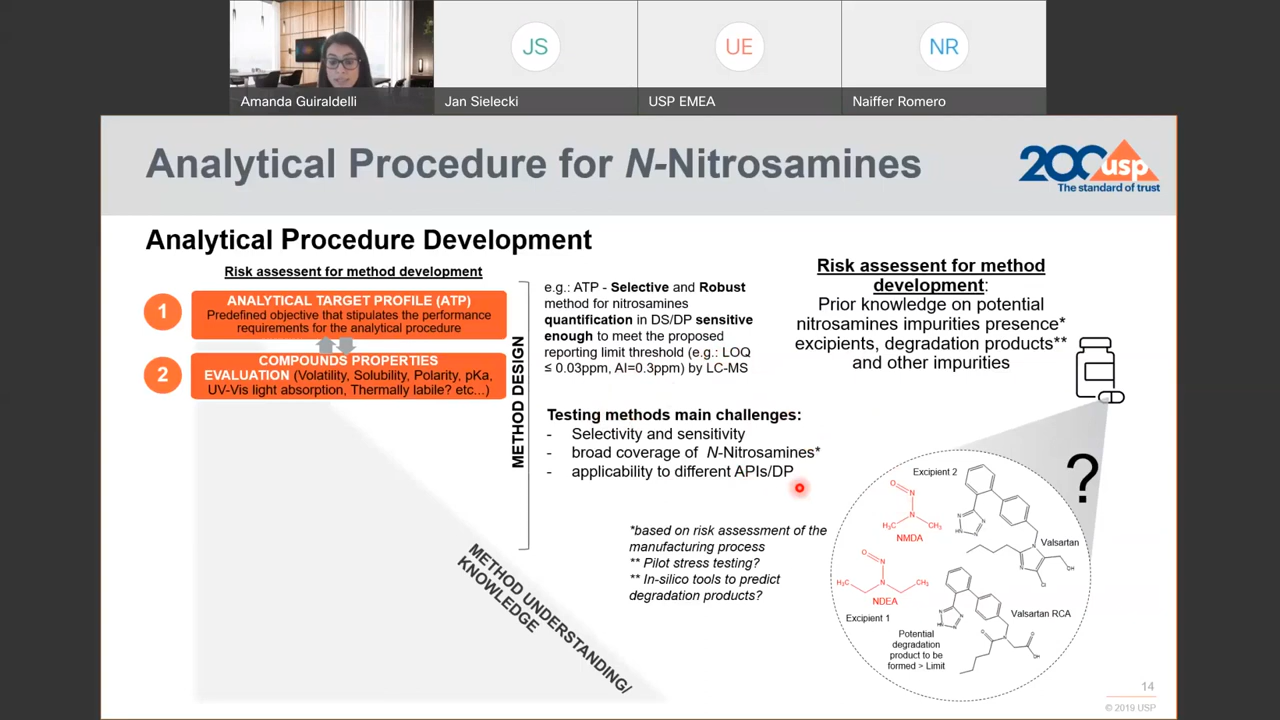 JS
UE
NR
Amanda Guiraldelli
Jan Sielecki
USP EMEA
Naiffer Romero
Analytical Procedure for N-Nitrosamines
200 usp
The standard of trust
Analytical Procedure Development
Risk assessent for method development
1
ANALYTICAL TARGET PROFILE (ATP)
Predefined objective that stipulates the performance
requirements for the analytical procedure
2
COMPOUNDS PROPERTIES
EVALUATION (Volatility, Solubility, Polarity, pKa,
UV-Vis light absorption, Thermally labile? etc...)
METHOD DESIGN
METHOD UNDERSTANDING/
KNOWLEDGE
e.g.: ATP - Selective and Robust
method for nitrosamines
quantification in DS/DP sensitive
enough to meet the proposed
reporting limit threshold (e.g.: LOQ
≤ 0.03ppm, AI=0.3ppm) by LC-MS
Testing methods main challenges:
- Selectivity and sensitivity
- broad coverage of N-Nitrosamines*
- applicability to different APIs/DP
*based on risk assessment of the
manufacturing process
** Pilot stress testing?
** In-silico tools to predict
degradation products?
Risk assessent for method
development:
Prior knowledge on potential
nitrosamines impurities presence*
excipients, degradation products**
and other impurities
?
Excipient 2
O
N
N
H₃C
CH₃
NMDA
Valsartan
OH
Cl
O
N
N
H₃C
CH₃
NDEA
Excipient 1
Valsartan RCA
Potential
degradation
product to be
formed > Limit
14
© 2019 USP